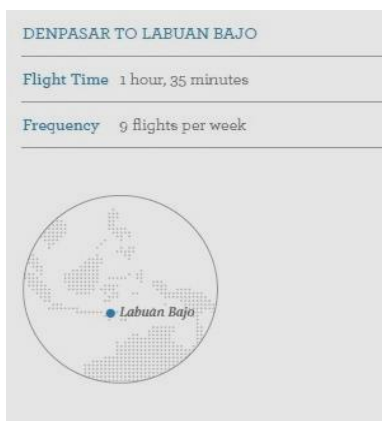 DENPASAR TO LABUAN BAJO
Flight Time 1 hour, 35 minutes
Frequency 9 flights per week
Labuan Bajo